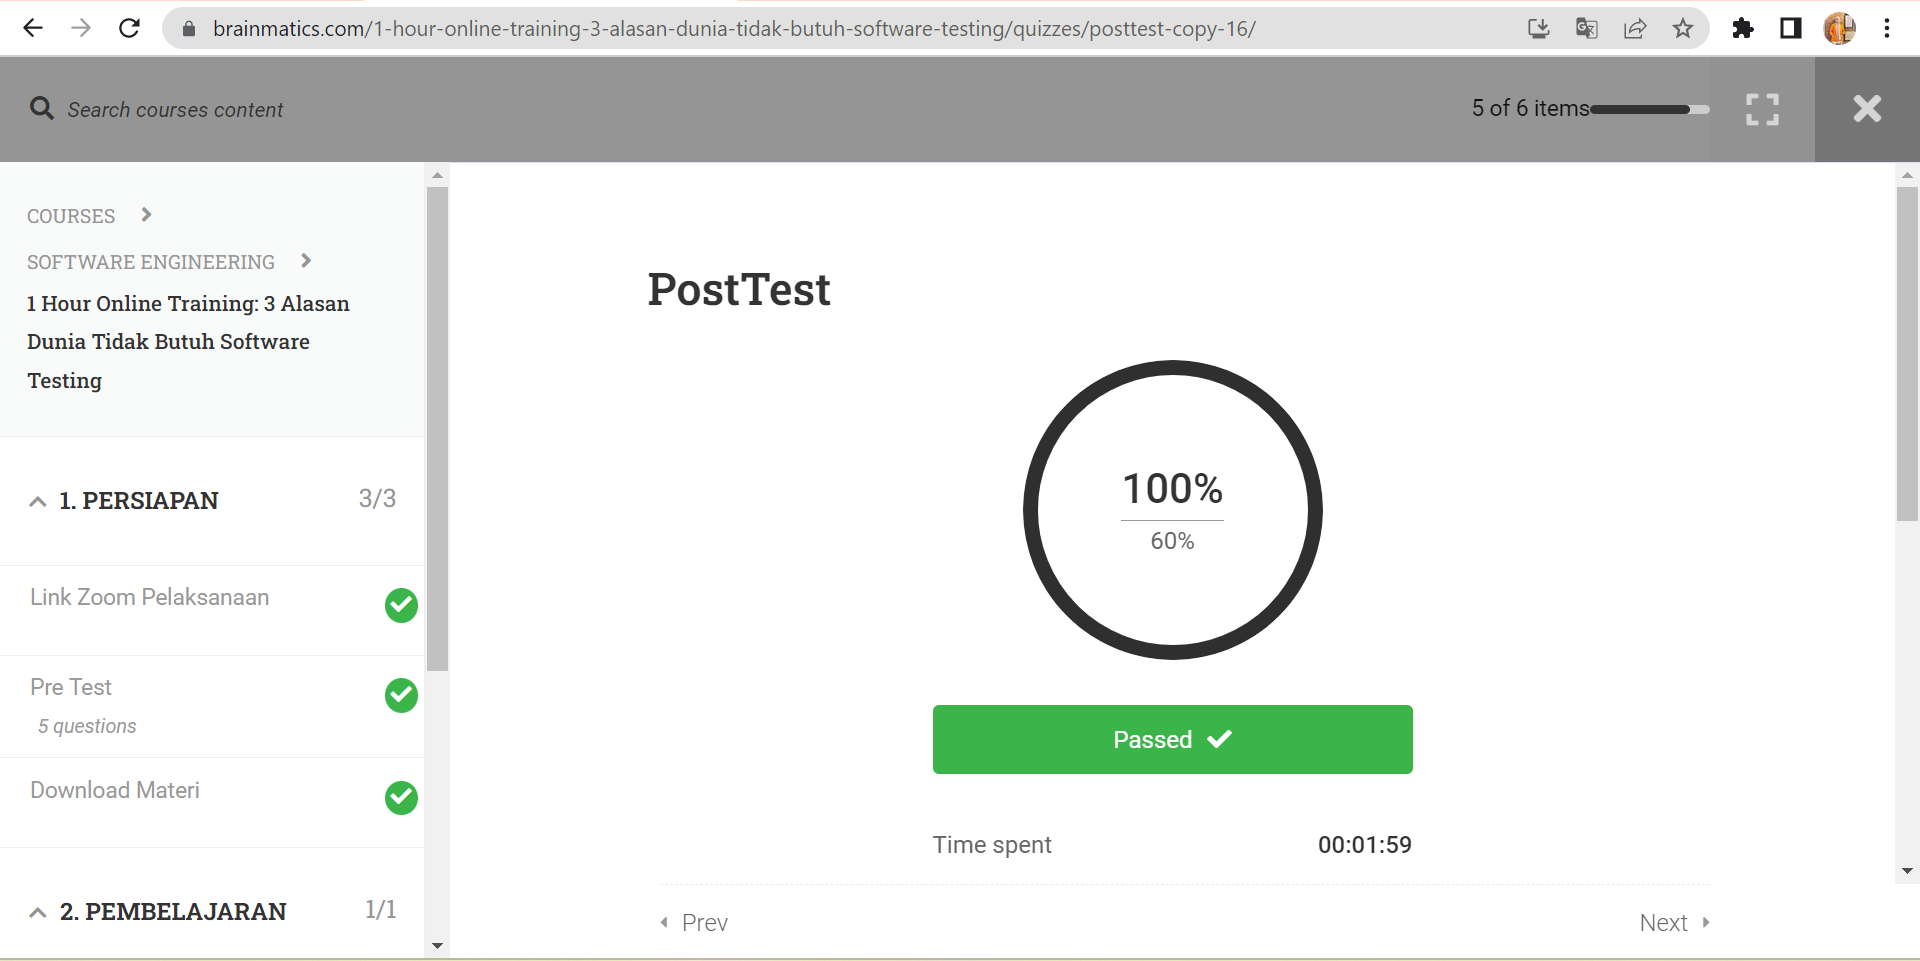 brainmatics.com/1-hour-online-training-3-alasan-dunia-tidak-butuh-software-testing/quizzes/posttest-copy-16/
Search courses content
5 of 6 items
COURSES
SOFTWARE ENGINEERING
1 Hour Online Training: 3 Alasan
Dunia Tidak Butuh Software
Testing
1. PERSIAPAN 3/3
Link Zoom Pelaksanaan
Pre Test
5 questions
Download Materi
2. PEMBELAJARAN 1/1
PostTest
100%
60%
Passed
Time spent 00:01:59
Prev
Next